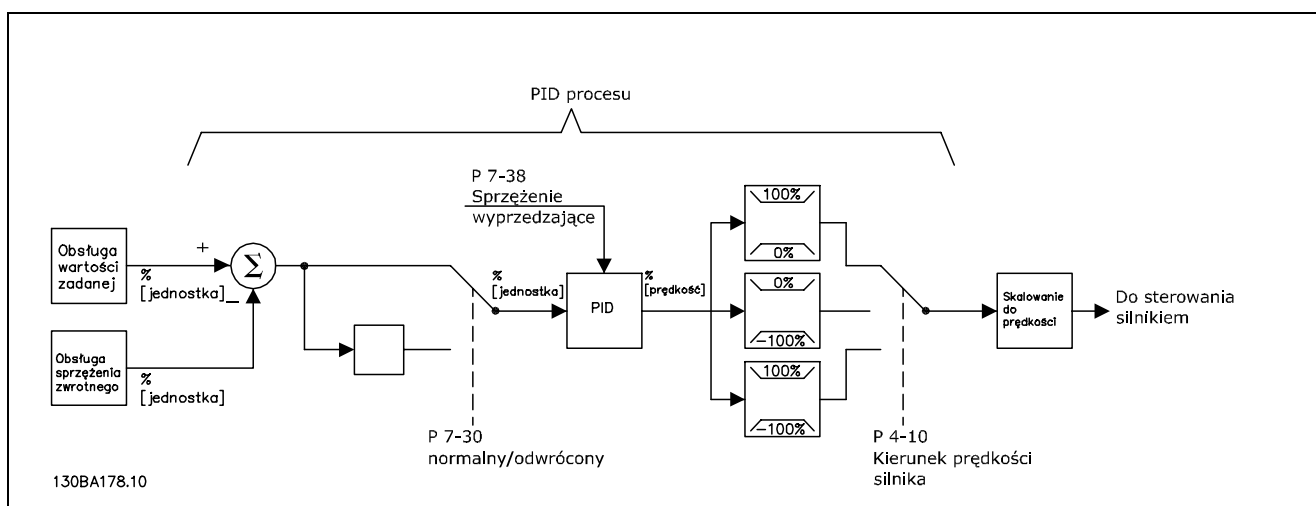 PID procesu
P 7-38
Sprzężenie
wyprzedzające
Obsługa
wartości
zadanej
+
%
[jednostka]
_
Σ
Obsługa
sprzężenia
zwrotnego
%
[jednostka]
%
[jednostka]
PID
%
[prędkość]
100%
0%
0%
-100%
100%
-100%
Skalowanie
do
prędkości
Do sterowania
silnikiem
P 7-30
normalny/odwrócony
P 4-10
Kierunek prędkości
silnika
130BA178.10